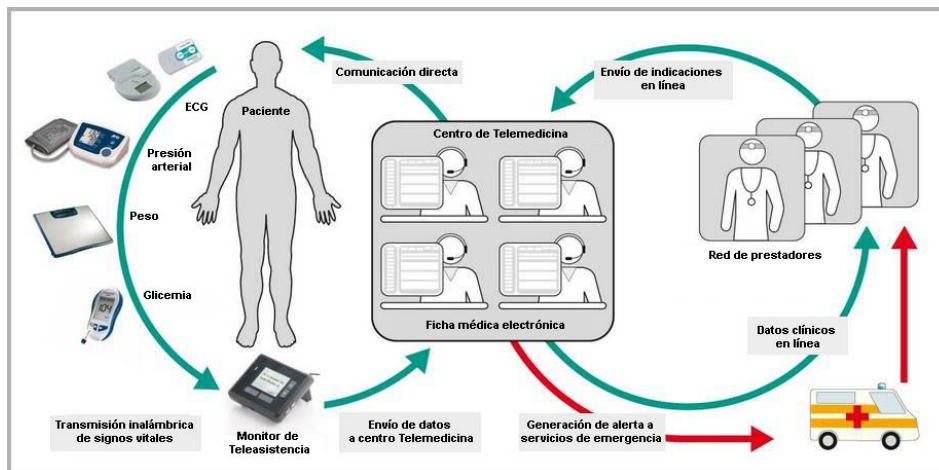 Comunicación directa
Envío de indicaciones
en línea
ECG
Paciente
Centro de Telemedicina
Presión
arterial
Peso
Red de prestadores
Glicemia
Ficha médica electrónica
Datos clínicos
en línea
Transmisión inalámbrica
de signos vitales
Monitor de
Teleasistencia
Envío de datos
a centro Telemedicina
Generación de alerta a
servicios de emergencia